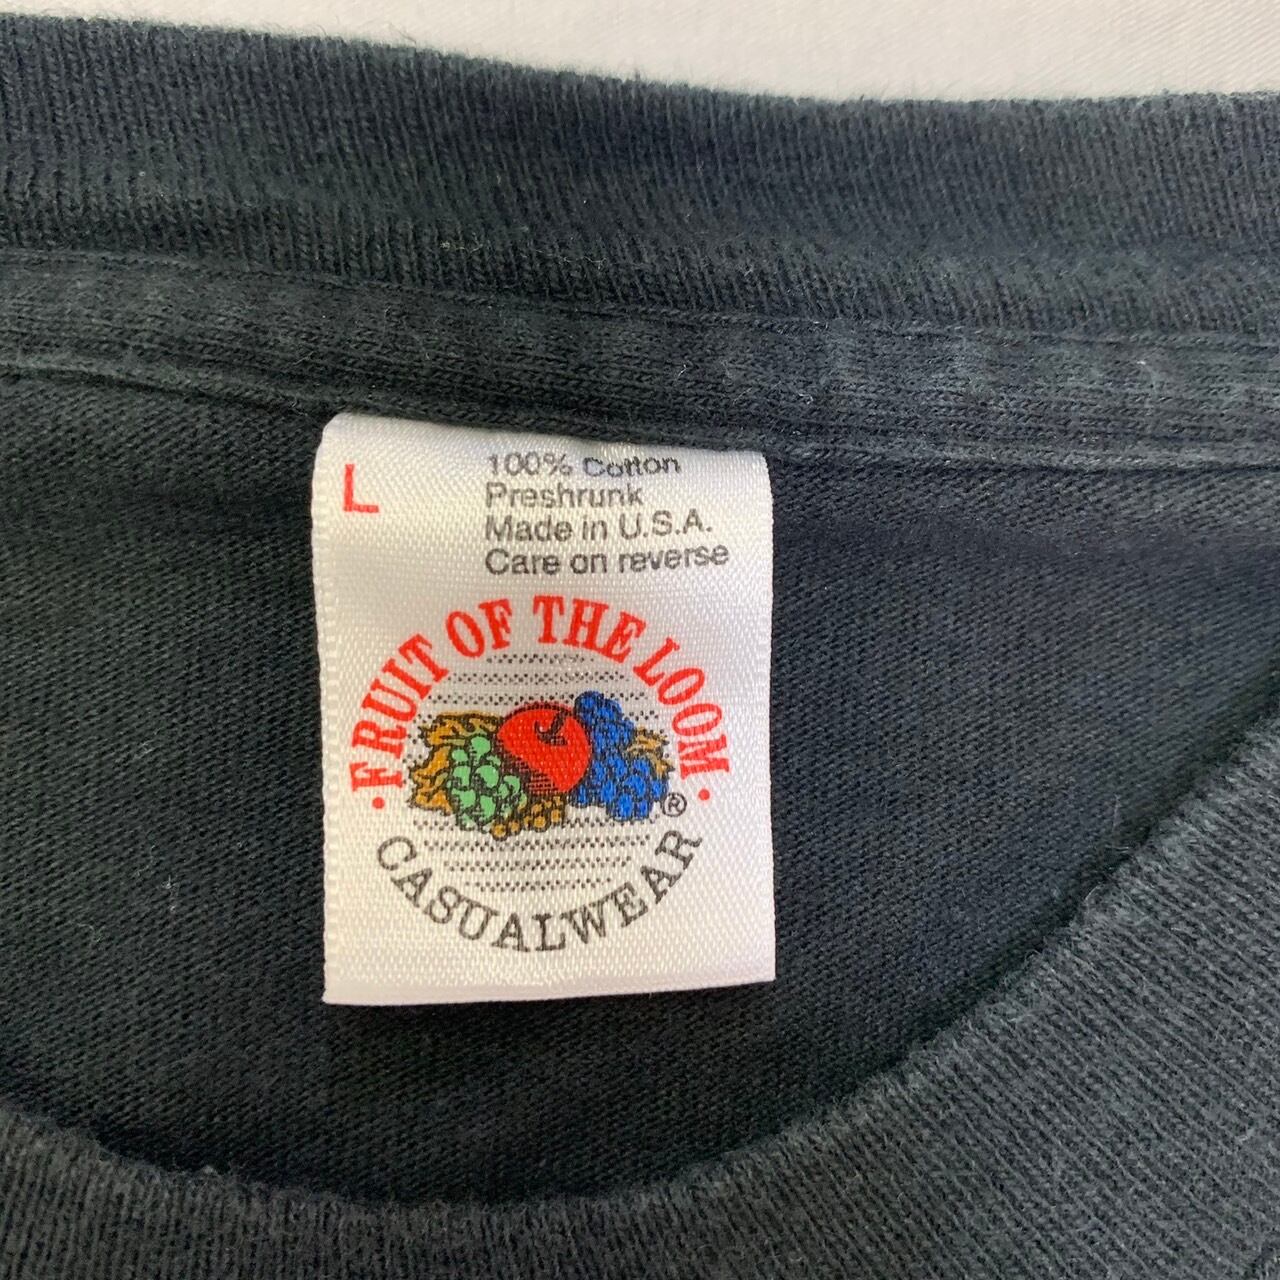 L
100% Cotton
Preshrunk
Made in U.S.A.
Care on reverse
·FRUIT OF THE LOOM·
®
CASUALWEAR